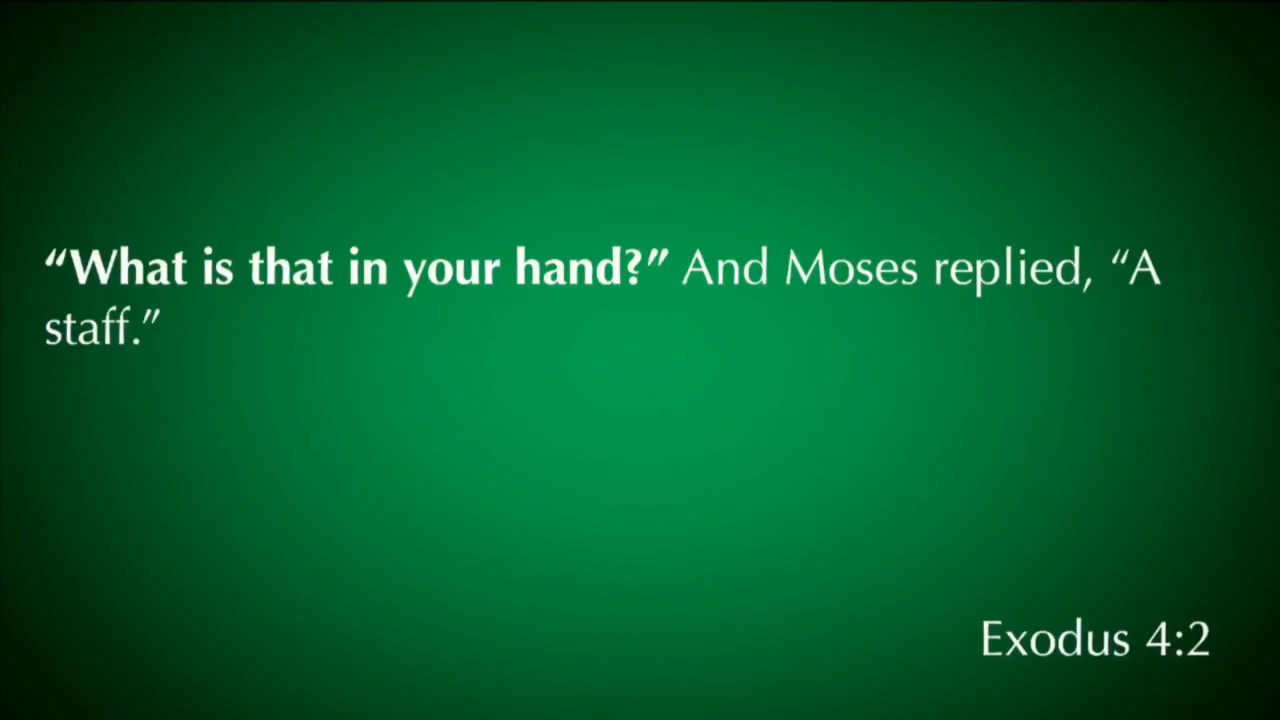 “What is that in your hand?” And Moses replied, “A
staff.”
Exodus 4:2